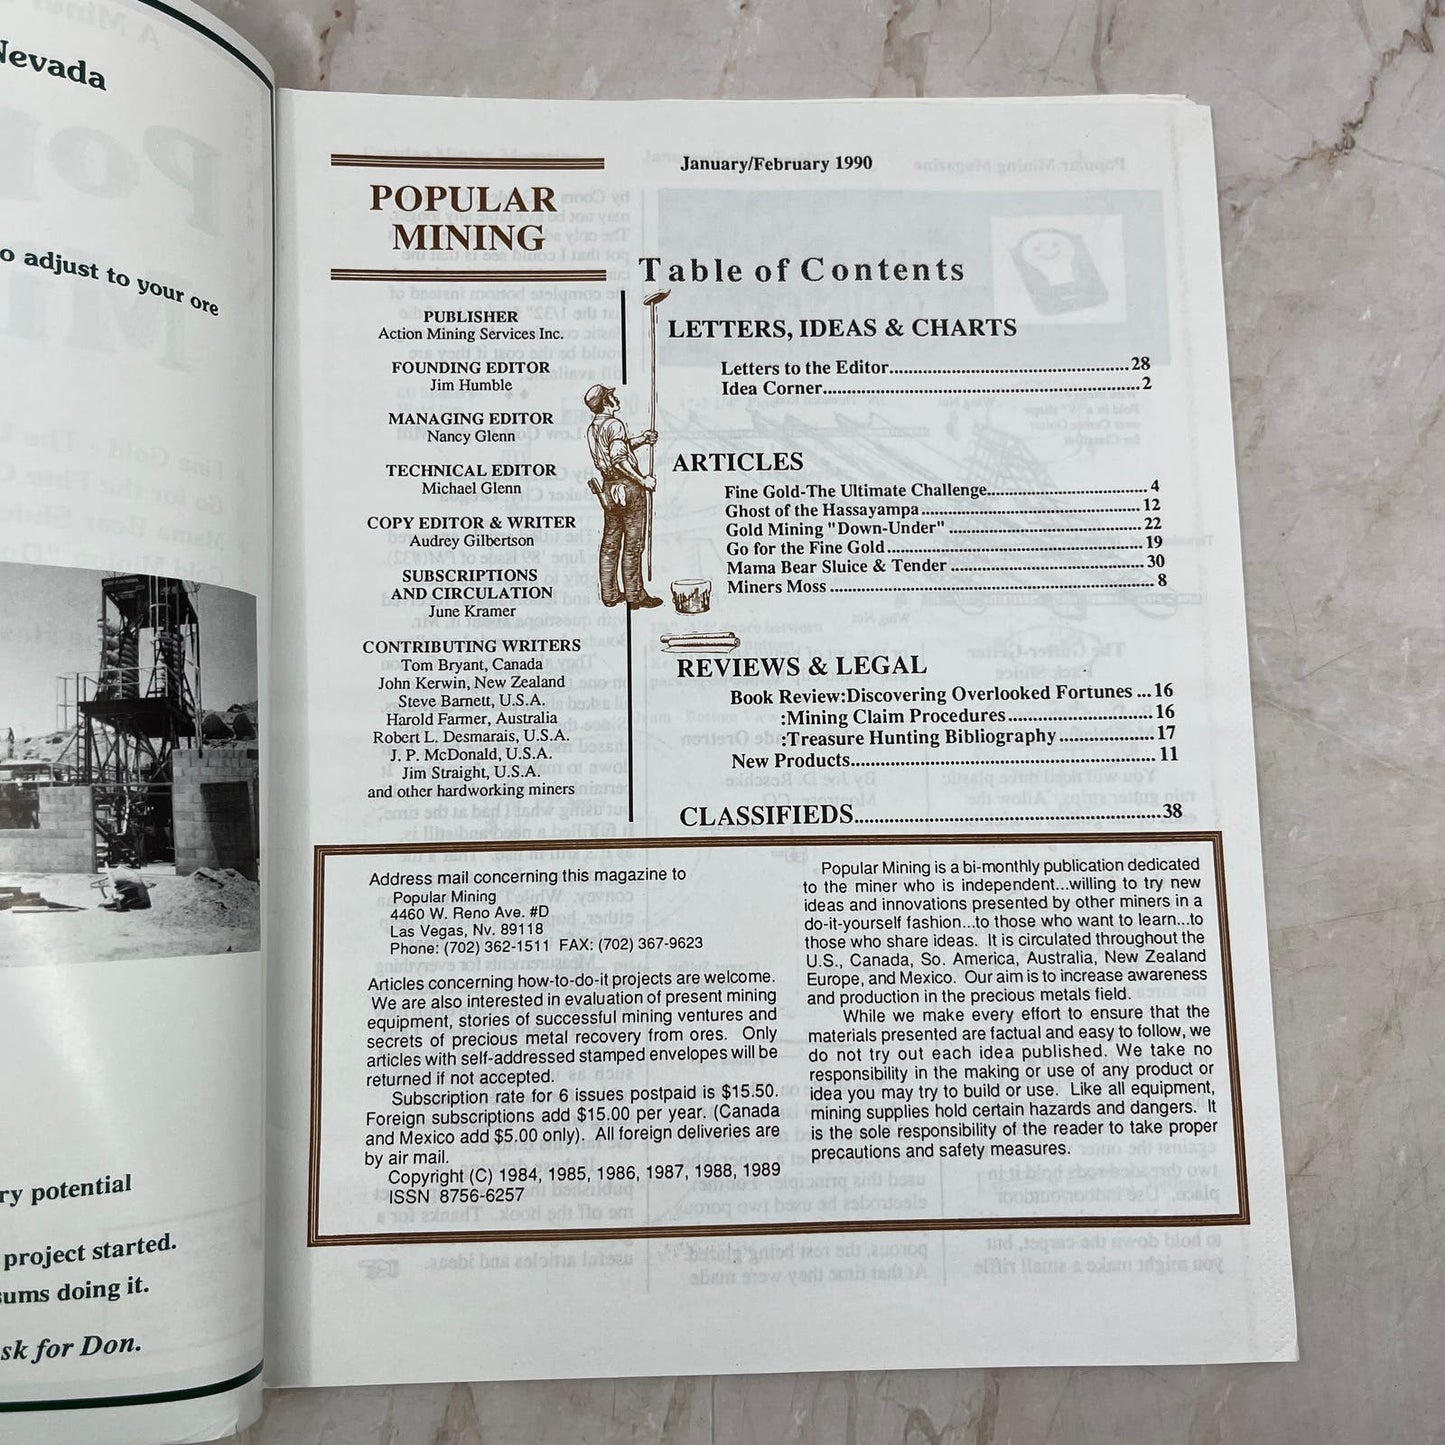 Nevada
o adjust to your ore
ry potential
project started.
sums doing it.
sk for Don.
January/February 1990
POPULAR
MINING
PUBLISHER
Action Mining Services Inc.
FOUNDING EDITOR
Jim Humble
MANAGING EDITOR
Nancy Glenn
TECHNICAL EDITOR
Michael Glenn
COPY EDITOR & WRITER
Audrey Gilbertson
SUBSCRIPTIONS
AND CIRCULATION
June Kramer
CONTRIBUTING WRITERS
Tom Bryant, Canada
John Kerwin, New Zealand
Steve Barnett, U.S.A.
Harold Farmer, Australia
Robert L. Desmarais, U.S.A.
J. P. McDonald, U.S.A.
Jim Straight, U.S.A.
and other hardworking miners
Table of Contents
LETTERS, IDEAS & CHARTS
Letters to the Editor..............................................28
Idea Corner..............................................................2
ARTICLES
Fine Gold-The Ultimate Challenge................................4
Ghost of the Hassayampa............................................12
Gold Mining "Down-Under" ......................................22
Go for the Fine Gold...................................................19
Mama Bear Sluice & Tender ......................................30
Miners Moss ................................................................8
REVIEWS & LEGAL
Book Review:Discovering Overlooked Fortunes ...16
:Mining Claim Procedures...........................16
:Treasure Hunting Bibliography..................17
New Products..........................................................11
CLASSIFIEDS.....................................................38
Address mail concerning this magazine to
Popular Mining
4460 W. Reno Ave. #D
Las Vegas, Nv. 89118
Phone: (702) 362-1511 FAX: (702) 367-9623
Articles concerning how-to-do-it projects are welcome.
We are also interested in evaluation of present mining
equipment, stories of successful mining ventures and
secrets of precious metal recovery from ores. Only
articles with self-addressed stamped envelopes will be
returned if not accepted.
Subscription rate for 6 issues postpaid is $15.50.
Foreign subscriptions add $15.00 per year. (Canada
and Mexico add $5.00 only). All foreign deliveries are
by air mail.
Copyright (C) 1984, 1985, 1986, 1987, 1988, 1989
ISSN 8756-6257
Popular Mining is a bi-monthly publication dedicated
to the miner who is independent...willing to try new
ideas and innovations presented by other miners in a
do-it-yourself fashion...to those who want to learn...to
those who share ideas. It is circulated throughout the
U.S., Canada, So. America, Australia, New Zealand
Europe, and Mexico. Our aim is to increase awareness
and production in the precious metals field.
While we make every effort to ensure that the
materials presented are factual and easy to follow, we
do not try out each idea published. We take no
responsibility in the making or use of any product or
idea you may try to build or use. Like all equipment,
mining supplies hold certain hazards and dangers. It
is the sole responsibility of the reader to take proper
precautions and safety measures.